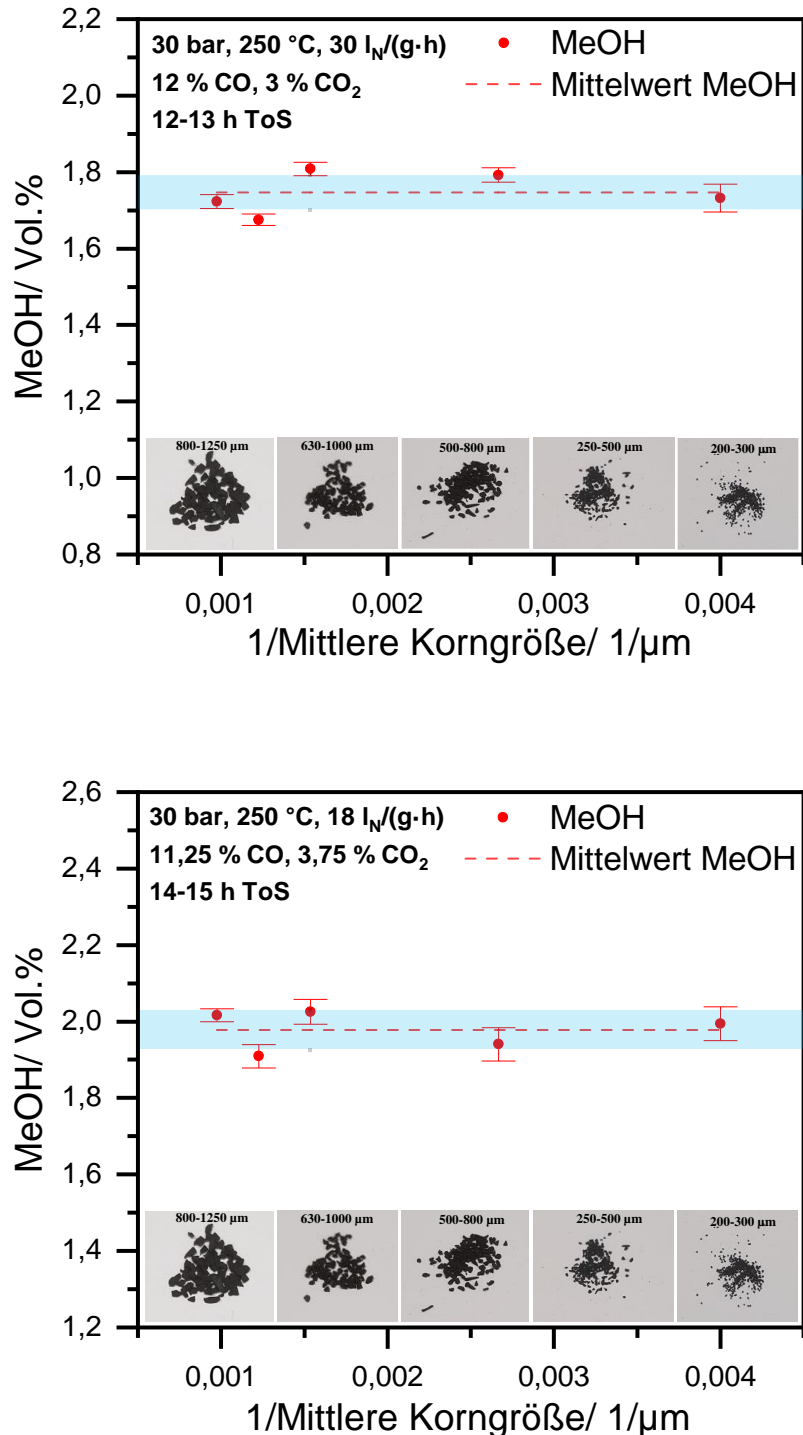 2,2
30 bar, 250 °C, 30 l_N/(g·h)
MeOH
12 % CO, 3 % CO₂
Mittelwert MeOH
12-13 h ToS
2,0
1,8
1,6
1,4
1,2
1,0
0,8
MeOH/ Vol.%
800-1250 µm
630-1000 µm
500-800 µm
250-500 µm
200-300 µm
0,001
0,002
0,003
0,004
1/Mittlere Korngröße/ 1/µm
2,6
30 bar, 250 °C, 18 l_N/(g·h)
MeOH
11,25 % CO, 3,75 % CO₂
Mittelwert MeOH
14-15 h ToS
2,4
2,2
2,0
1,8
1,6
1,4
1,2
MeOH/ Vol.%
800-1250 µm
630-1000 µm
500-800 µm
250-500 µm
200-300 µm
0,001
0,002
0,003
0,004
1/Mittlere Korngröße/ 1/µm